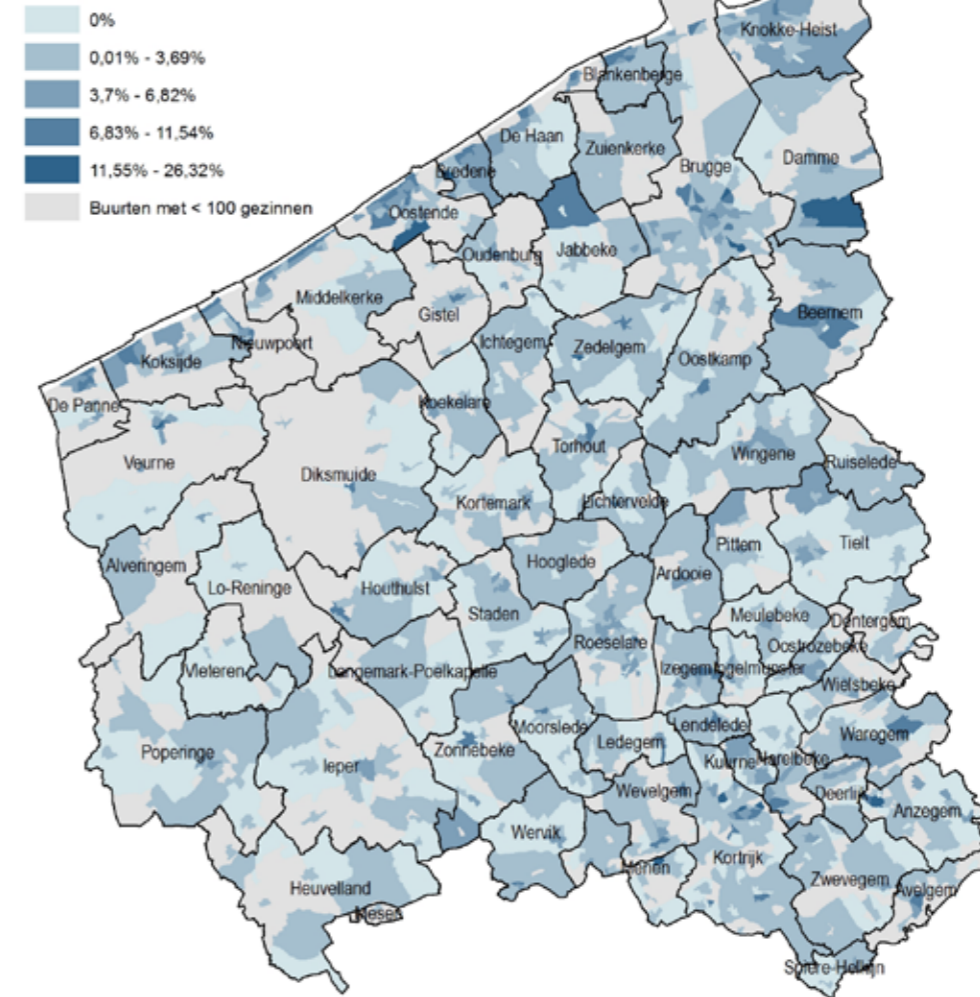 0%
0,01% - 3,69%
3,7% - 6,82%
6,83% - 11,54%
11,55% - 26,32%
Buurten met < 100 gezinnen
Knokke-Heist
Blankenberge
De Haan
Zuienkerke
Brugge
Damme
Bredene
Oostende
Oudenburg
Jabbeke
Middelkerke
Gistel
Beernem
Nieuwpoort
Ichtegem
Zedelgem
Oostkamp
Koksijde
De Panne
Koekelare
Torhout
Wingene
Ruiselede
Veurne
Diksmuide
Kortemark
Lichtervelde
Pittem
Tielt
Alveringem
Lo-Reninge
Houthulst
Hooglede
Ardooie
Staden
Meulebeke
Dentergem
Roeselare
Oostrozebeke
Vleteren
Langemark-Poelkapelle
Izegem
Ingelmunster
Wielsbeke
Poperinge
Ieper
Zonnebeke
Moorslede
Ledegem
Lendelede
Waregem
Kuurne
Harelbeke
Wevelgem
Deerlijk
Anzegem
Wervik
Menen
Kortrijk
Zwevegem
Avelgem
Heuvelland
Mesen
Spiere-Helkijn